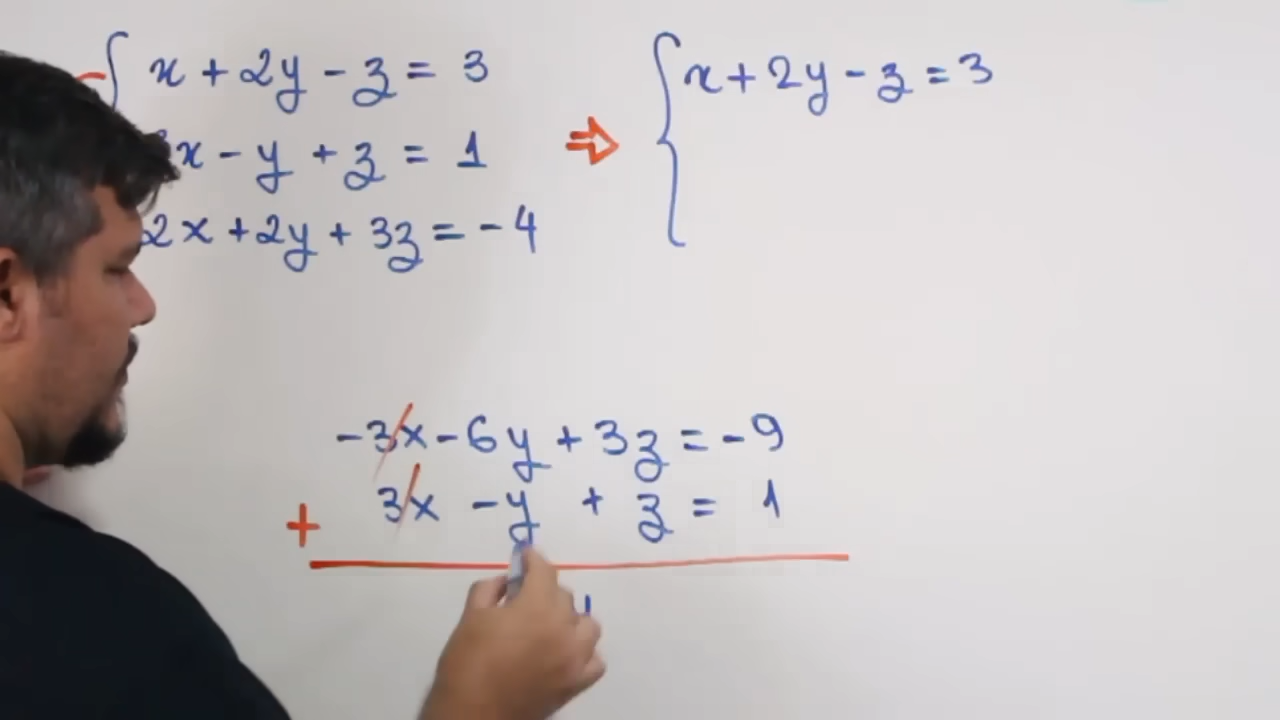 x + 2y - z = 3
x - y + z = 1
2x + 2y + 3z = -4
⇒
x + 2y - z = 3
-3x - 6y + 3z = -9
+ 3x - y + z = 1